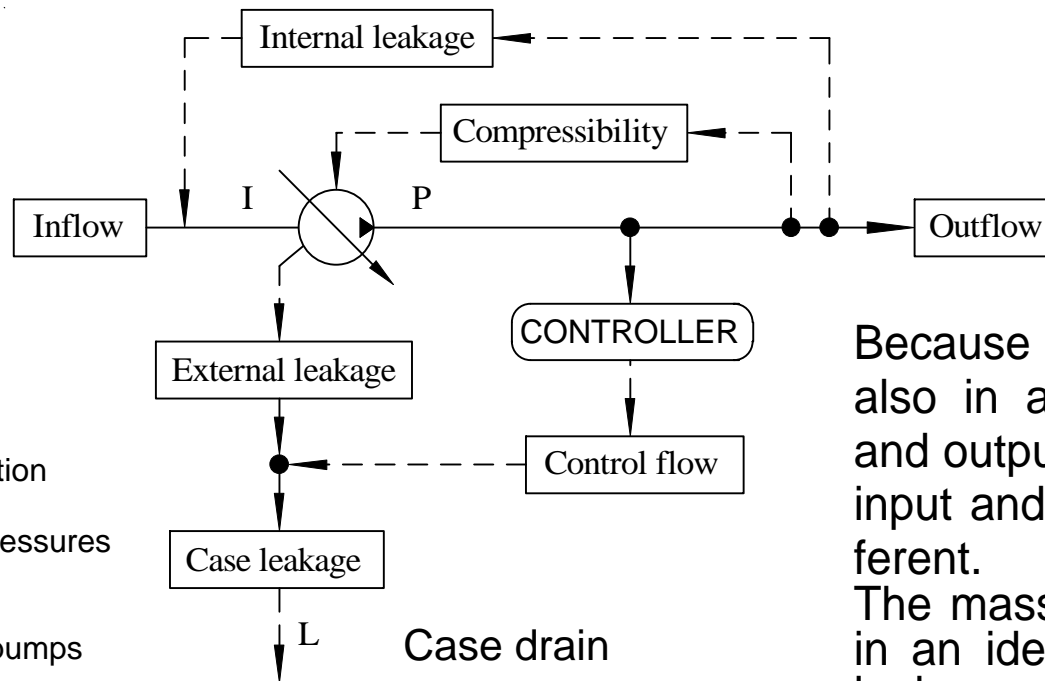 Internal leakage
Compressibility
Inflow
I
P
Outflow
CONTROLLER
External leakage
Control flow
Case leakage
L
Case drain
tion
essures
oumps
Because
also in a
and outpu
input and
ferent.
The mass
in an ide